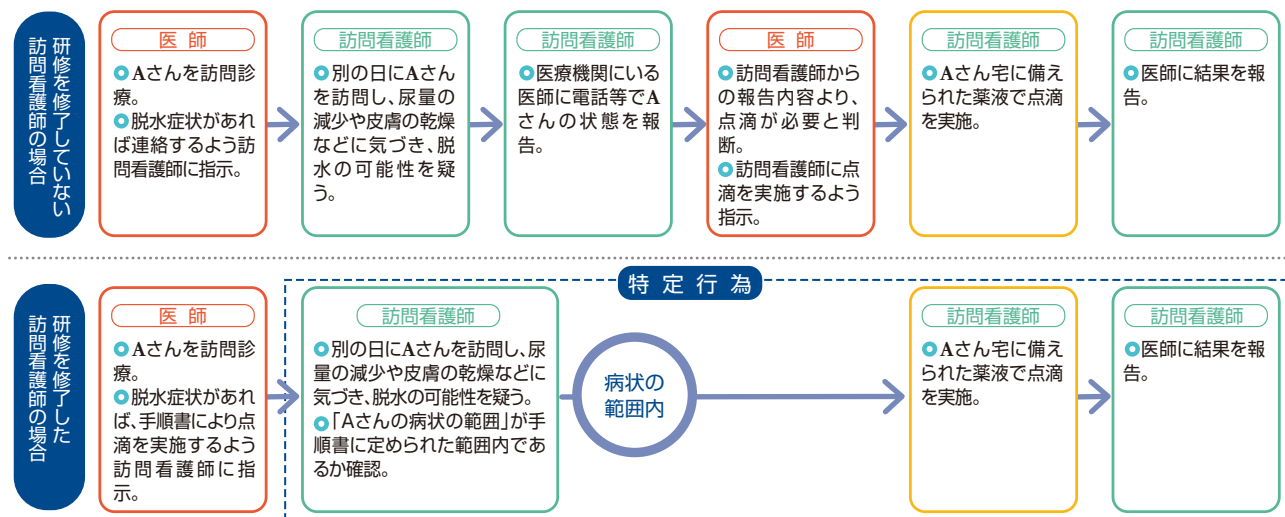 研修を修了していない
訪問看護師の場合
医 師
Aさんを訪問診
療。
脱水症状があれ
ば連絡するよう訪
問看護師に指示。
訪問看護師
別の日にAさん
を訪問し、尿量の
減少や皮膚の乾燥
などに気づき、脱
水の可能性を疑
う。
訪問看護師
医療機関にいる
医師に電話等でA
さんの状態を報
告。
医 師
訪問看護師から
の報告内容より、
点滴が必要と判
断。
訪問看護師に点
滴を実施するよう
指示。
訪問看護師
Aさん宅に備え
られた薬液で点滴
を実施。
訪問看護師
医師に結果を報
告。
特 定 行 為
研修を修了した
訪問看護師の場合
医 師
Aさんを訪問診
療。
脱水症状があれ
ば、手順書により点
滴を実施するよう
訪問看護師に指
示。
訪問看護師
別の日にAさんを訪問し、尿
量の減少や皮膚の乾燥などに
気づき、脱水の可能性を疑う。
「Aさんの病状の範囲」が手
順書に定められた範囲内であ
るか確認。
病状の
範囲内
訪問看護師
Aさん宅に備え
られた薬液で点滴
を実施。
訪問看護師
医師に結果を報
告。